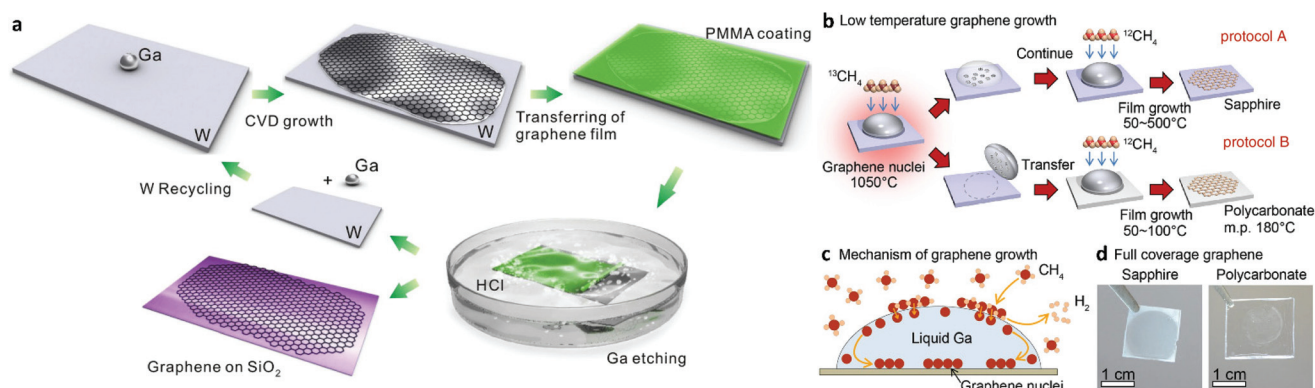 a
Ga
W
CVD growth
W
Transferring of
graphene film
PMMA coating
W Recycling
+ Ga
W
HCl
Ga etching
Graphene on SiO₂
b Low temperature graphene growth
¹³CH₄
Graphene nuclei
1050°C
Continue
¹²CH₄
protocol A
Film growth
50~500°C
Sapphire
Transfer
¹²CH₄
protocol B
Film growth
50~100°C
Polycarbonate
m.p. 180°C
c Mechanism of graphene growth
CH₄
H₂
Liquid Ga
Graphene nuclei
d Full coverage graphene
Sapphire
Polycarbonate
1 cm
1 cm